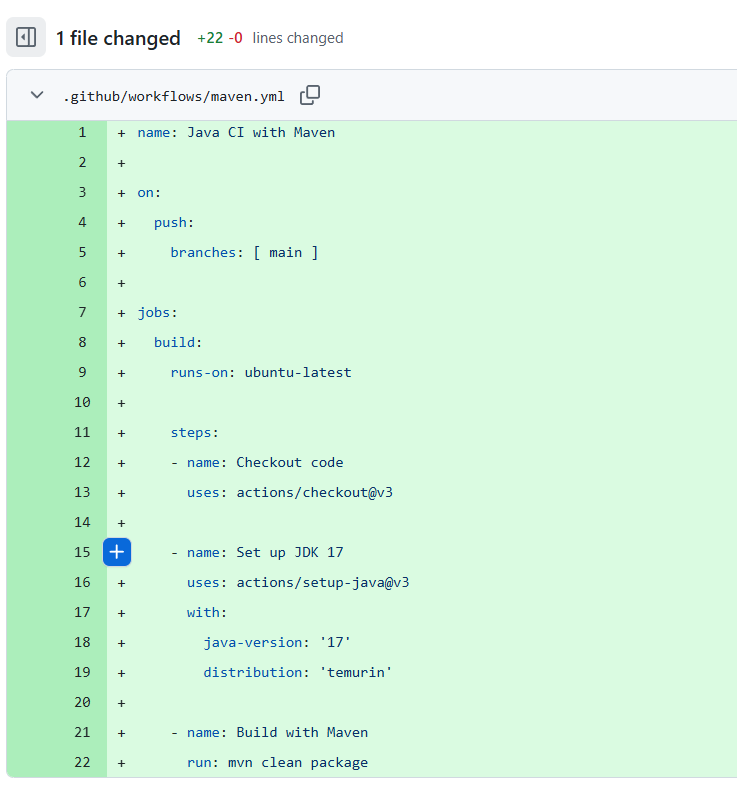 1 file changed +22 -0 lines changed
.github/workflows/maven.yml
1 + name: Java CI with Maven
2 +
3 + on:
4 +   push:
5 +     branches: [ main ]
6 +
7 + jobs:
8 +   build:
9 +     runs-on: ubuntu-latest
10 +
11 +     steps:
12 +     - name: Checkout code
13 +       uses: actions/checkout@v3
14 +
15 +     - name: Set up JDK 17
16 +       uses: actions/setup-java@v3
17 +       with:
18 +         java-version: '17'
19 +         distribution: 'temurin'
20 +
21 +     - name: Build with Maven
22 +       run: mvn clean package